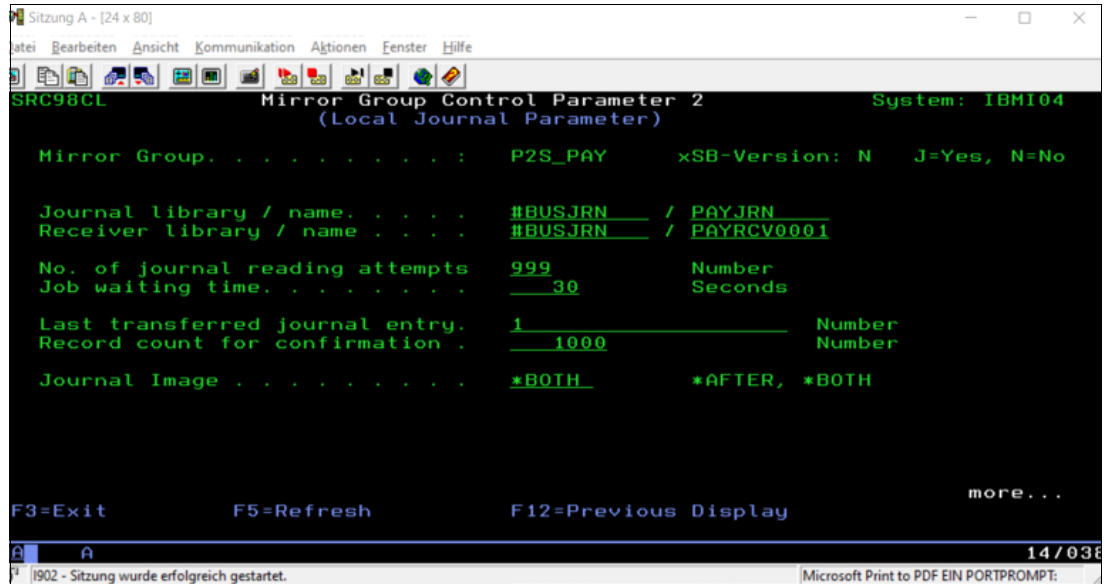 Sitzung A - [24 x 80]
Datei Bearbeiten Ansicht Kommunikation Aktionen Fenster Hilfe
SRC98CL Mirror Group Control Parameter 2 System: IBMI04
(Local Journal Parameter)
Mirror Group. . . . . . . . . . : P2S_PAY xSB-Version: N J=Yes, N=No
Journal library / name. . . . . #BUSJRN / PAYJRN
Receiver library / name . . . . #BUSJRN / PAYRCV0001
No. of journal reading attempts 999 Number
Job waiting time. . . . . . . . 30 Seconds
Last transferred journal entry. 1 Number
Record count for confirmation . 1000 Number
Journal Image . . . . . . . . . *BOTH *AFTER, *BOTH
more...
F3=Exit F5=Refresh F12=Previous Display
A A 14/038
I902 - Sitzung wurde erfolgreich gestartet. Microsoft Print to PDF EIN PORTPROMPT: